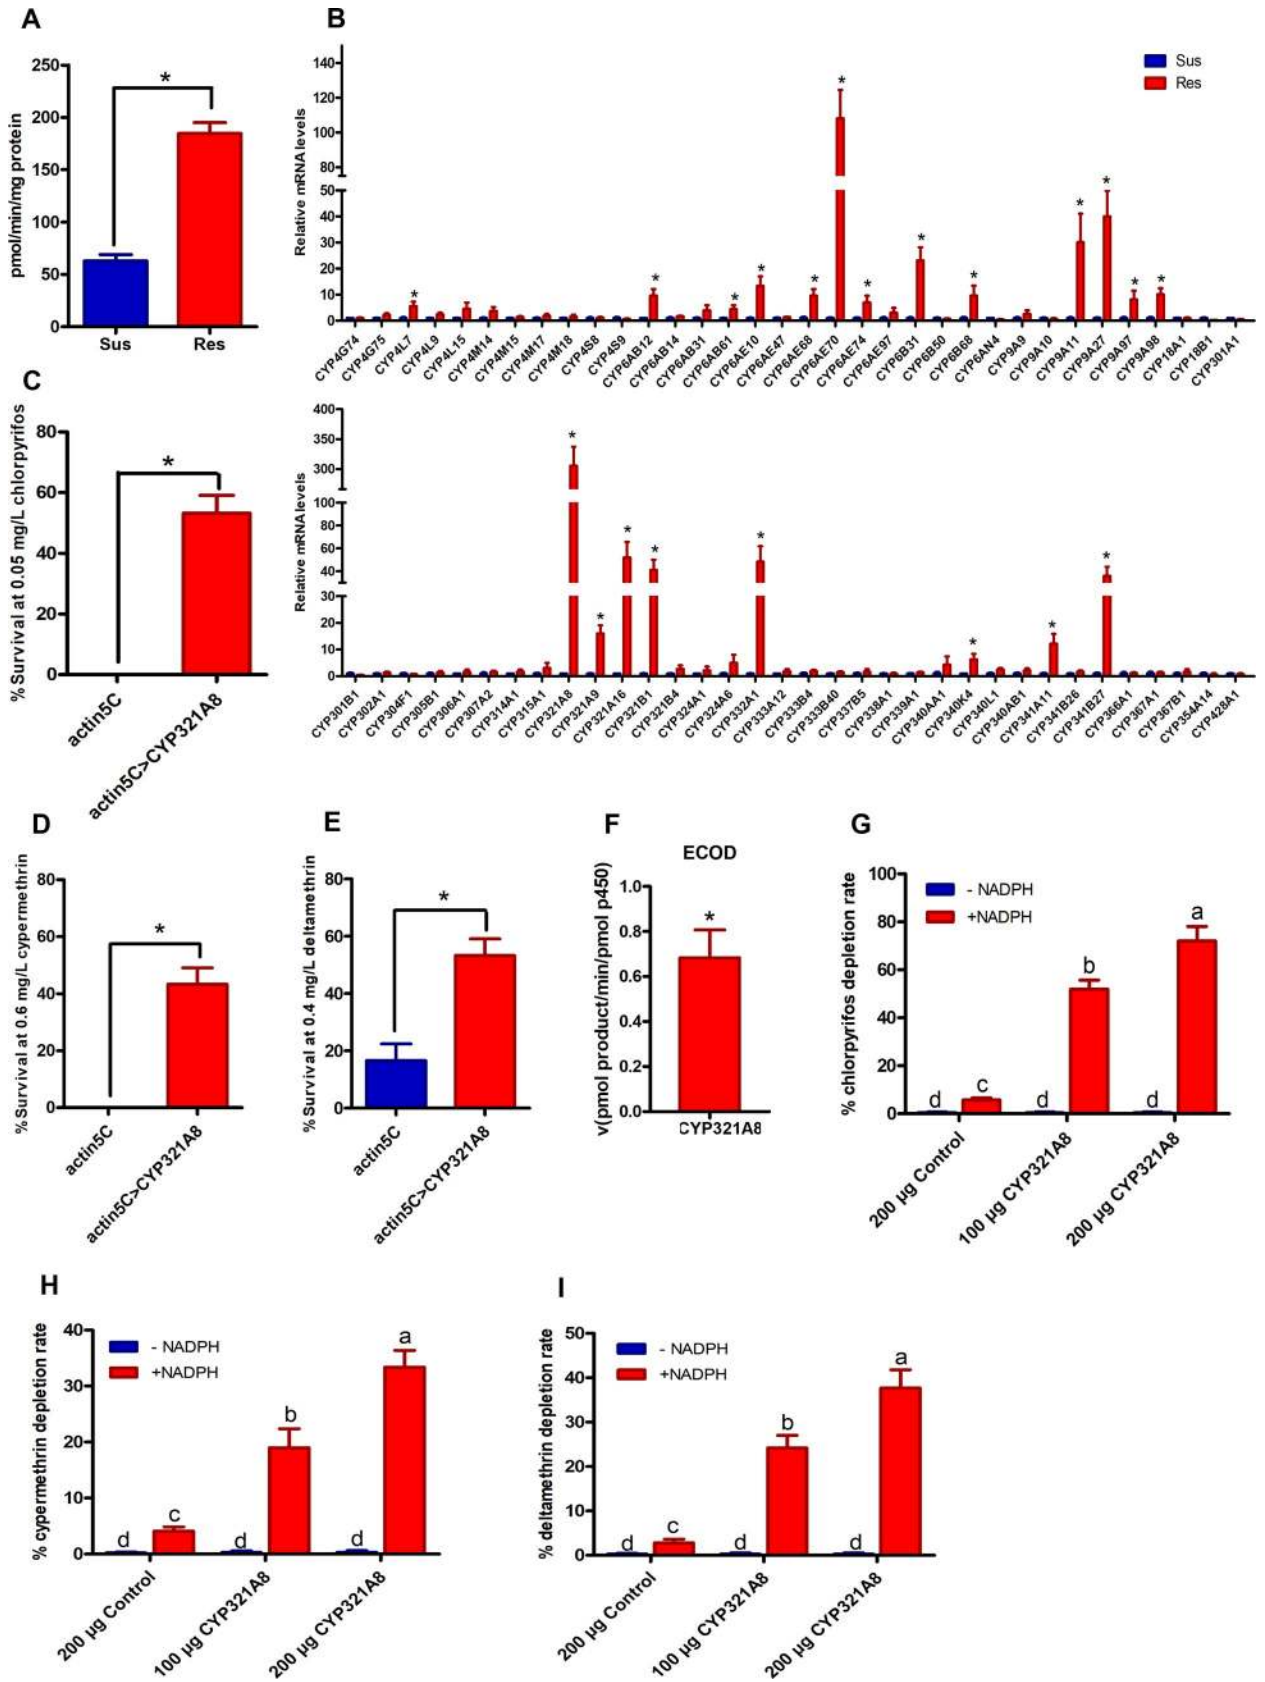 A
B
250
200
150
100
50
0
pmol/min/mg protein
*
Sus
Res
140
120
100
80
50
40
30
20
10
0
Relative mRNA levels
Sus
Res
* * * * * * * * * * * * * *
CYP4G74
CYP4G75
CYP4L7
CYP4L9
CYP4L15
CYP4M14
CYP4M15
CYP4M17
CYP4M18
CYP4S8
CYP4S9
CYP6AB12
CYP6AB14
CYP6AB31
CYP6AB61
CYP6AE10
CYP6AE47
CYP6AE68
CYP6AE70
CYP6AE74
CYP6AE97
CYP6B31
CYP6B50
CYP6B68
CYP6AN4
CYP9A9
CYP9A10
CYP9A11
CYP9A27
CYP9A97
CYP9A98
CYP18A1
CYP18B1
CYP301A1
C
80
60
40
20
0
%Survival at 0.05 mg/L chlorpyrifos
*
actin5C
actin5C>CYP321A8
400
350
300
100
80
60
40
30
20
10
0
Relative mRNA levels
* * * * * * * *
CYP301B1
CYP302A1
CYP304F1
CYP305B1
CYP306A1
CYP307A2
CYP314A1
CYP315A1
CYP321A8
CYP321A9
CYP321A16
CYP321B1
CYP321B4
CYP324A1
CYP324A6
CYP332A1
CYP333A12
CYP333B4
CYP333B40
CYP337B5
CYP338A1
CYP339A1
CYP340AA1
CYP340K4
CYP340L1
CYP340AB1
CYP341A11
CYP341B26
CYP341B27
CYP366A1
CYP367A1
CYP367B1
CYP354A14
CYP428A1
D
80
60
40
20
0
%Survival at 0.6 mg/L cypermethrin
*
actin5C
actin5C>CYP321A8
E
80
60
40
20
0
%Survival at 0.4 mg/L deltamethrin
*
actin5C
actin5C>CYP321A8
F
ECOD
1.0
0.8
0.6
0.4
0.2
0.0
v(pmol product/min/pmol p450)
*
CYP321A8
G
100
80
60
40
20
0
% chlorpyrifos depletion rate
- NADPH
+NADPH
d c d b d a
200 µg Control
100 µg CYP321A8
200 µg CYP321A8
H
40
30
20
10
0
% cypermethrin depletion rate
- NADPH
+NADPH
d c d b d a
200 µg Control
100 µg CYP321A8
200 µg CYP321A8
I
50
40
30
20
10
0
% deltamethrin depletion rate
- NADPH
+NADPH
d c d b d a
200 µg Control
100 µg CYP321A8
200 µg CYP321A8